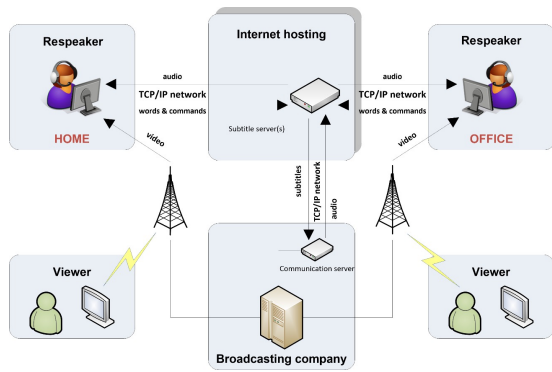 Respeaker
Internet hosting
Respeaker
audio
TCP/IP network
words & commands
audio
TCP/IP network
words & commands
Subtitle server(s)
HOME
OFFICE
video
video
subtitles
TCP/IP network
audio
Viewer
Communication server
Viewer
Broadcasting company